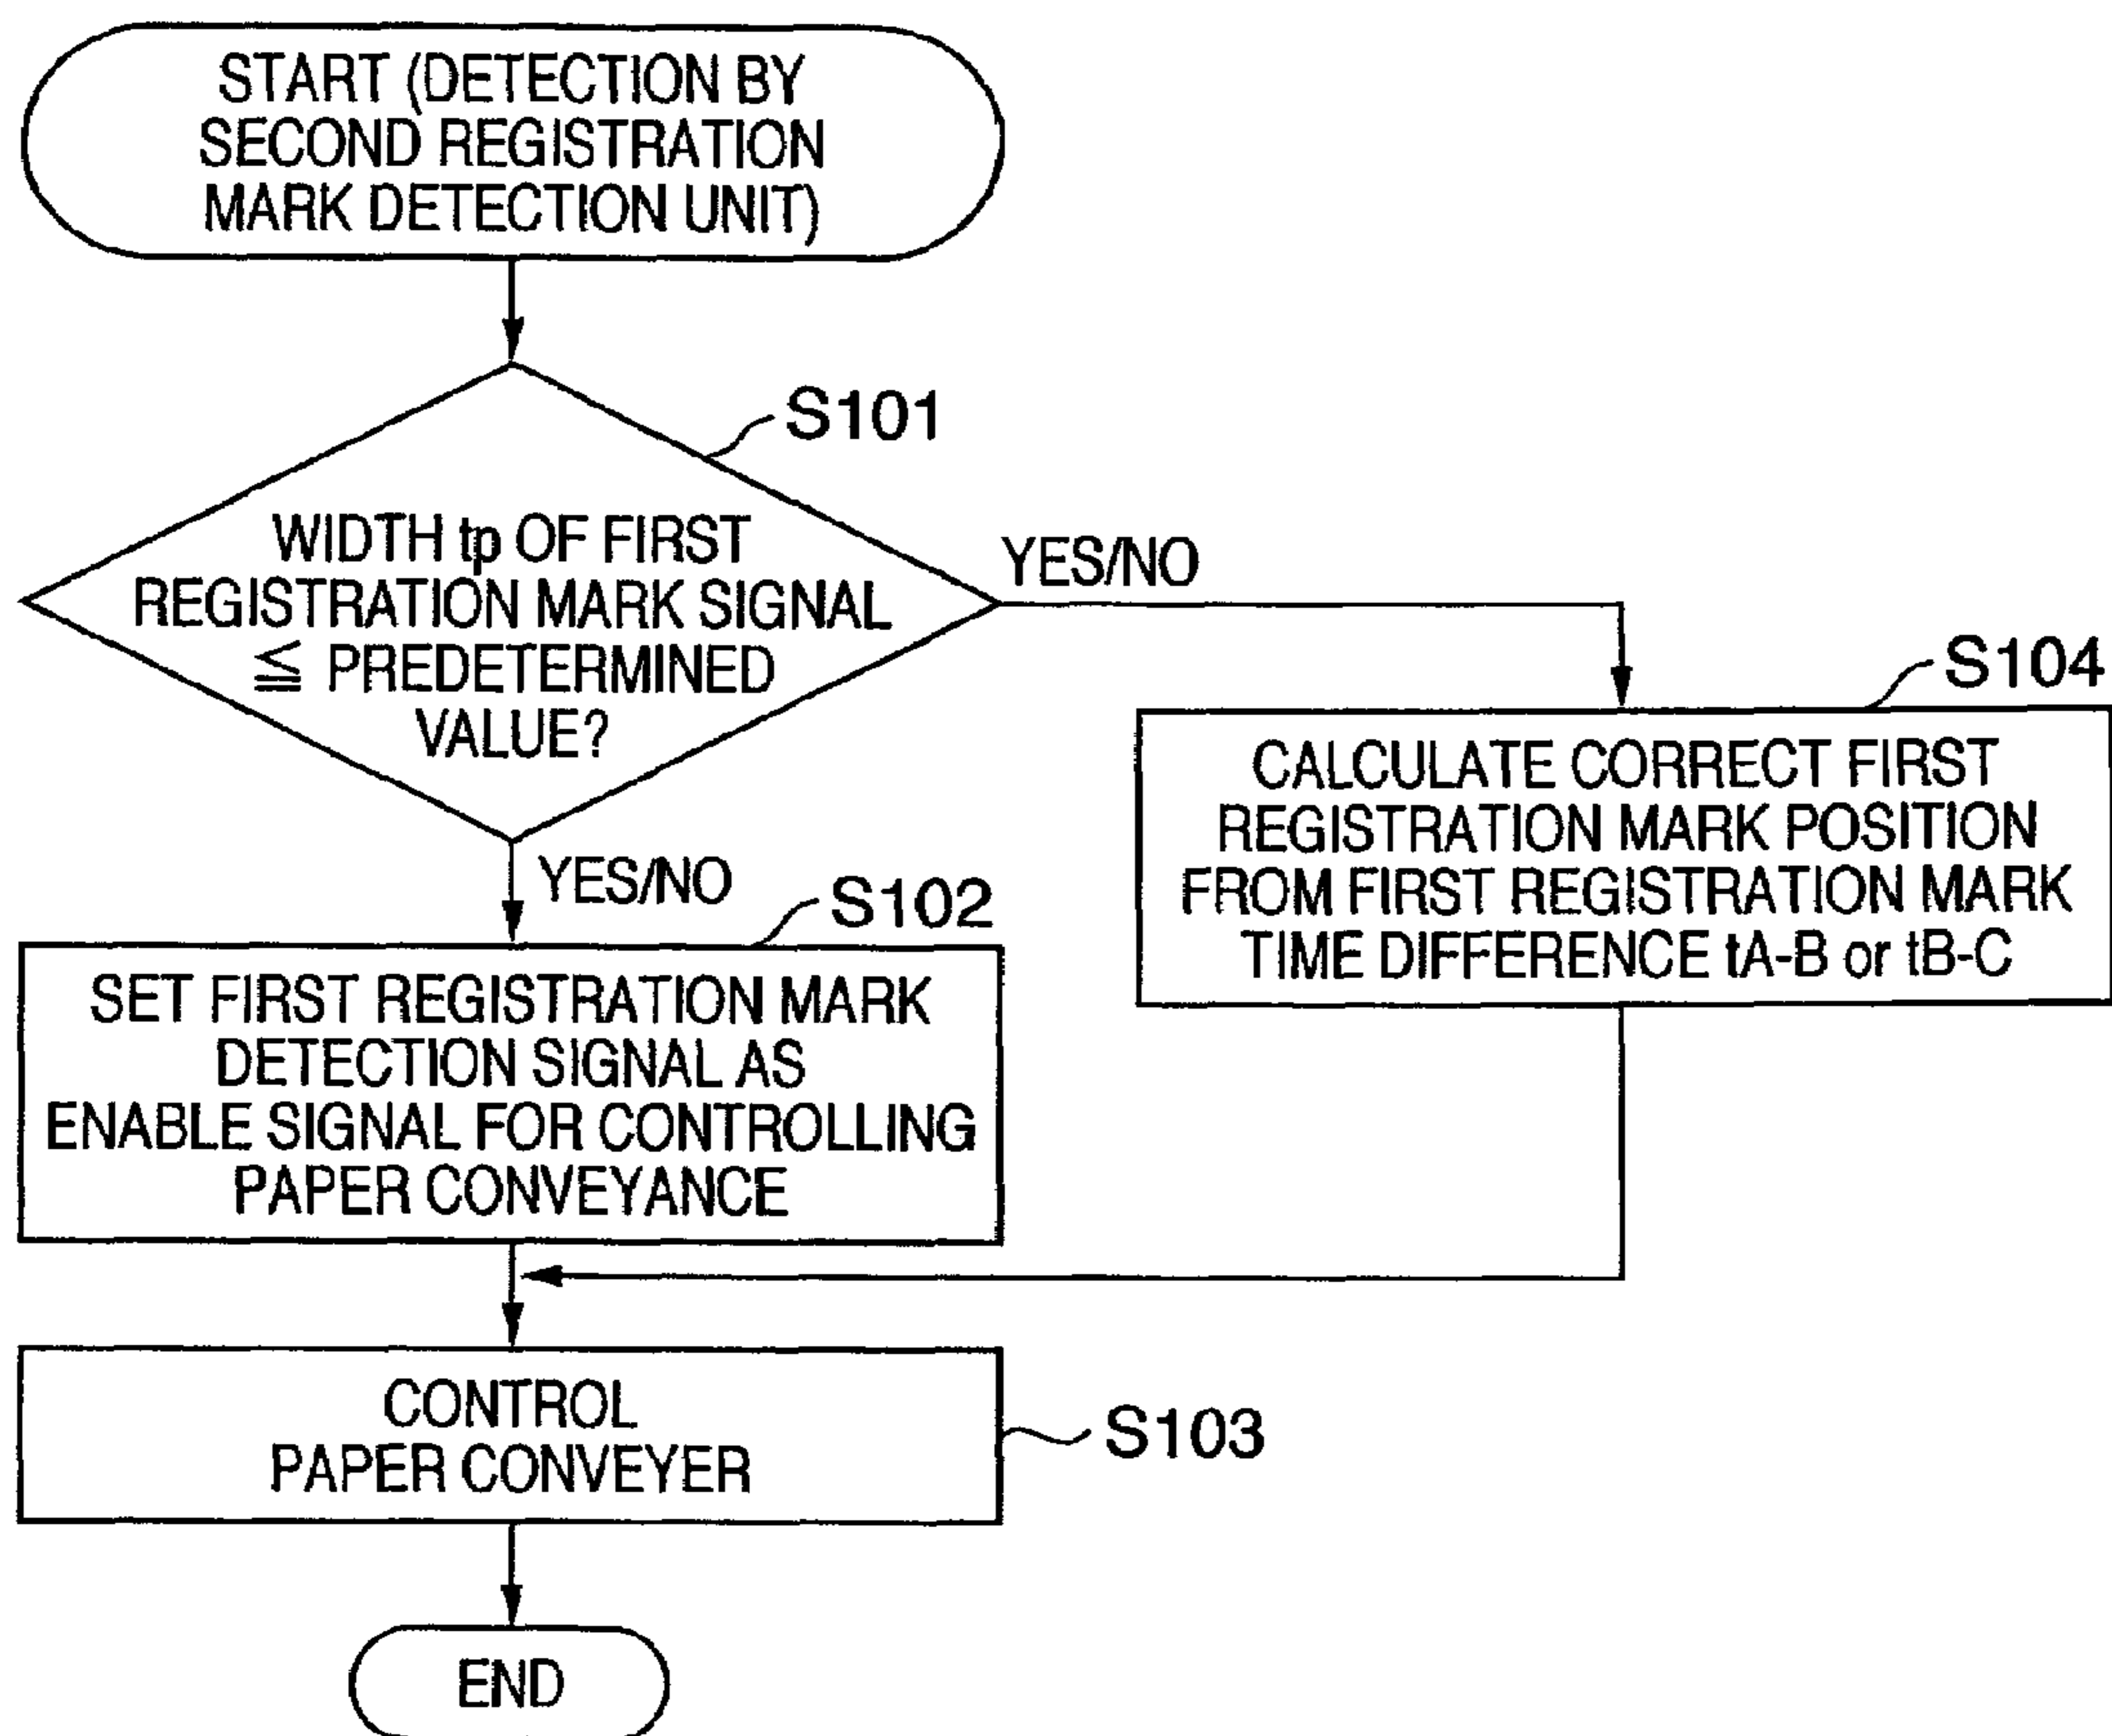 START (DETECTION BY
SECOND REGISTRATION
MARK DETECTION UNIT)
S101
WIDTH tp OF FIRST
REGISTRATION MARK SIGNAL
≦ PREDETERMINED
VALUE?
YES/NO
YES/NO
S104
CALCULATE CORRECT FIRST
REGISTRATION MARK POSITION
FROM FIRST REGISTRATION MARK
TIME DIFFERENCE tA-B or tB-C
S102
SET FIRST REGISTRATION MARK
DETECTION SIGNAL AS
ENABLE SIGNAL FOR CONTROLLING
PAPER CONVEYANCE
CONTROL
PAPER CONVEYER
S103
END